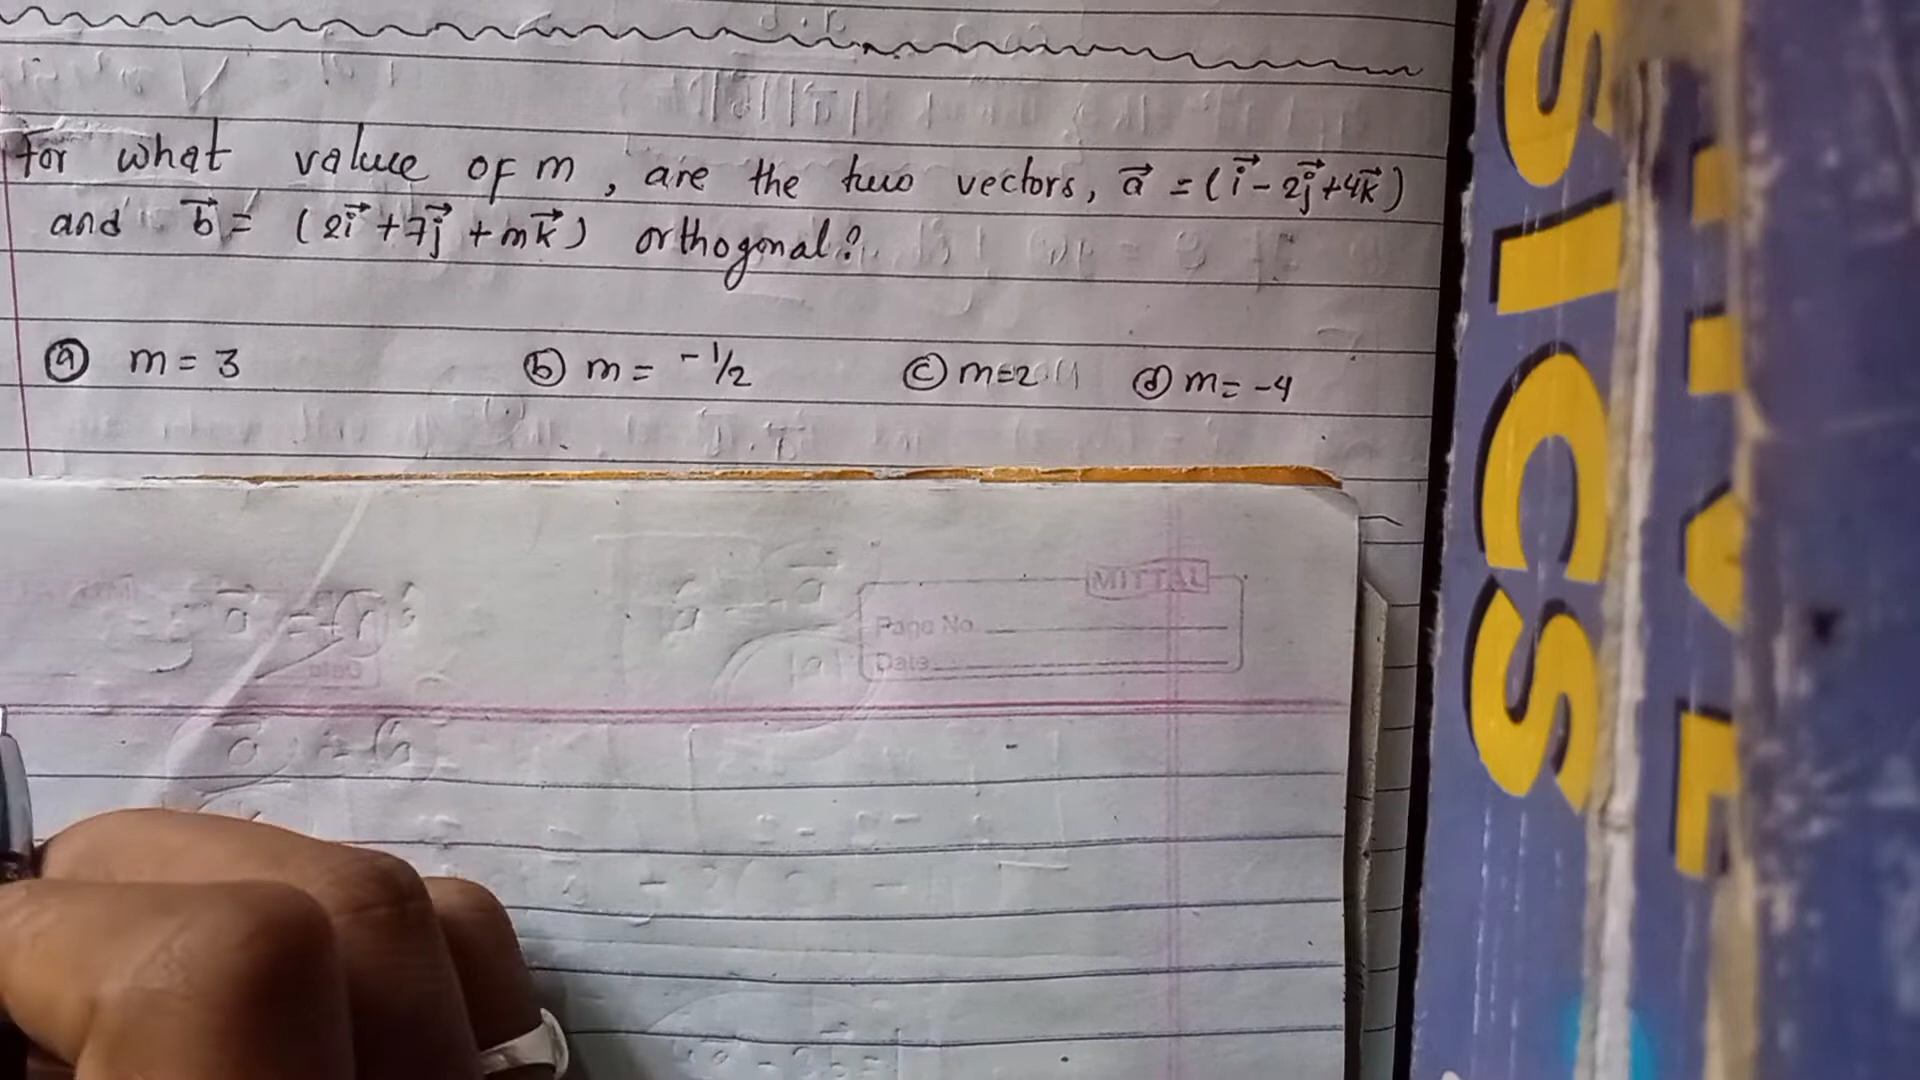 For what value of m, are the two vectors, a⃗ = (i⃗ - 2j⃗ + 4k⃗)
and b⃗ = (2i⃗ + 7j⃗ + mk⃗) orthogonal?
ⓐ m = 3 ⓑ m = -1/2 ⓒ m=2 ⓓ m= -4
MITTAL
Page No.
Date
SICS